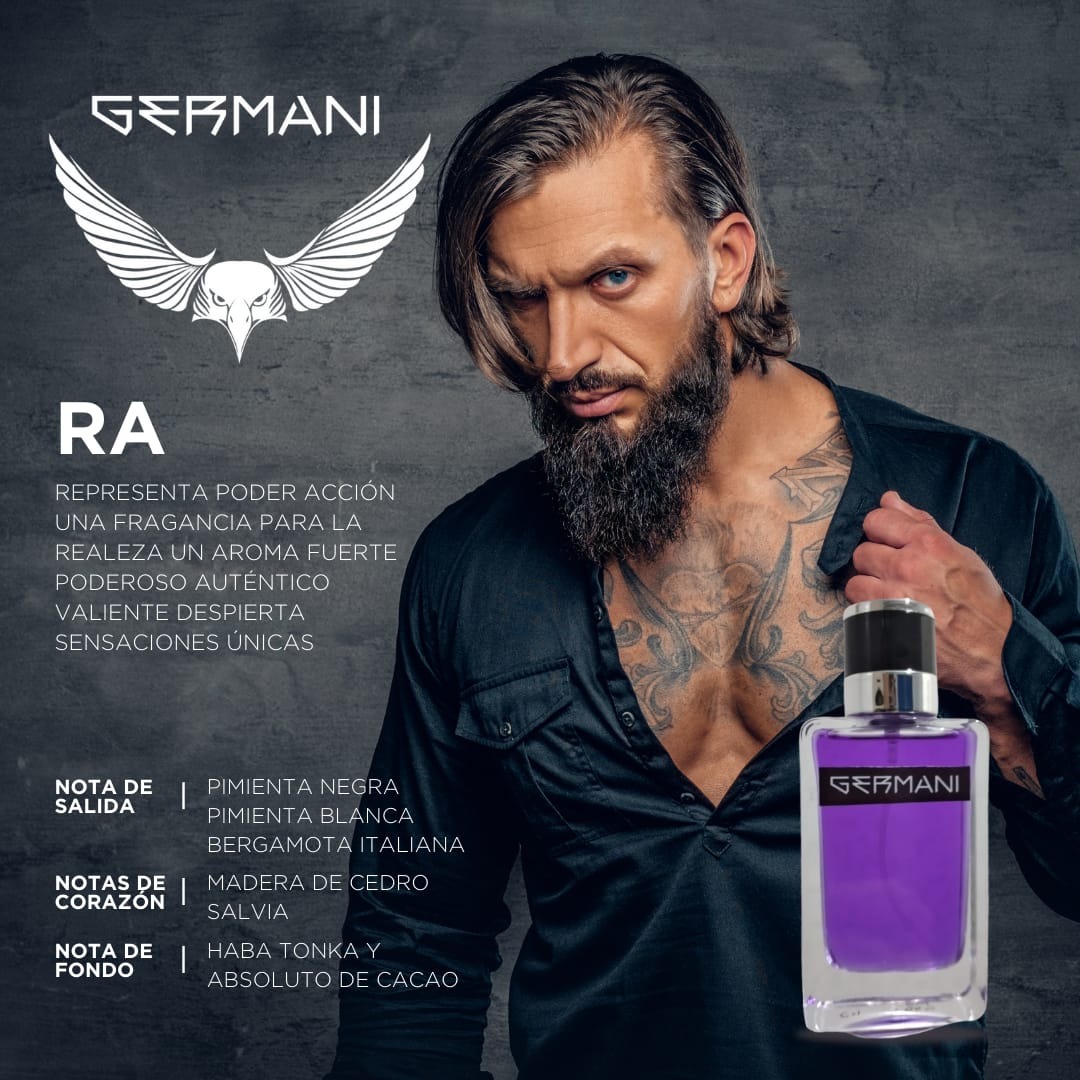 GERMANI
RA
REPRESENTA PODER ACCIÓN
UNA FRAGANCIA PARA LA
REALEZA UN AROMA FUERTE
PODEROSO AUTÉNTICO
VALIENTE DESPIERTA
SENSACIONES ÚNICAS
NOTA DE
SALIDA
|
PIMIENTA NEGRA
PIMIENTA BLANCA
BERGAMOTA ITALIANA
NOTAS DE
CORAZÓN
|
MADERA DE CEDRO
SALVIA
NOTA DE
FONDO
|
HABA TONKA Y
ABSOLUTO DE CACAO
GERMANI